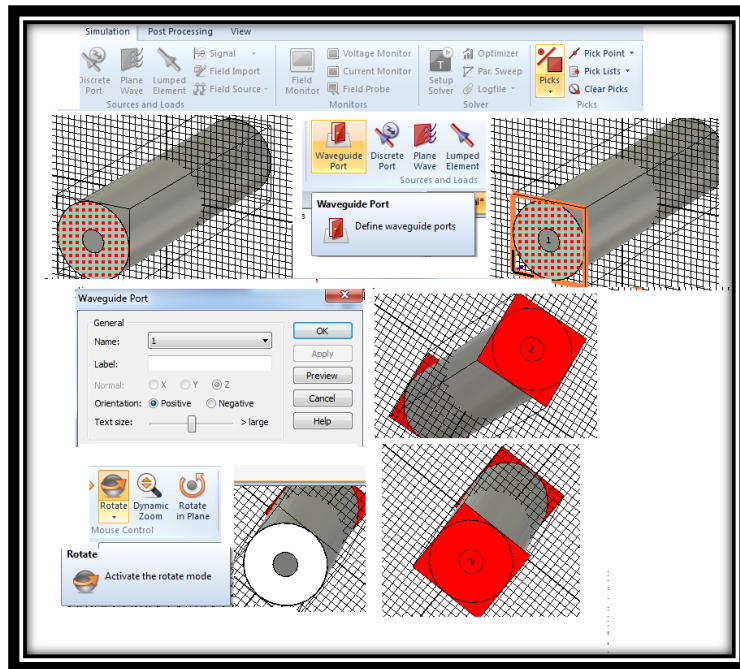 Simulation Post Processing View
Discrete Port
Plane Wave
Lumped Element
Signal
Field Import
Field Source
Sources and Loads
Field Monitor
Voltage Monitor
Current Monitor
Field Probe
Monitors
Setup Solver
Optimizer
Par. Sweep
Logfile
Solver
Picks
Pick Point
Pick Lists
Clear Picks
Picks
Waveguide Port
Discrete Port
Plane Wave
Lumped Element
Sources and Loads
Waveguide Port
Define waveguide ports
1
Waveguide Port
X
General
Name: 1
Label:
Normal: X Y Z
Orientation: Positive Negative
Text size: > large
OK
Apply
Preview
Cancel
Help
1
Rotate
Dynamic Zoom
Rotate in Plane
Mouse Control
Rotate
Activate the rotate mode
2